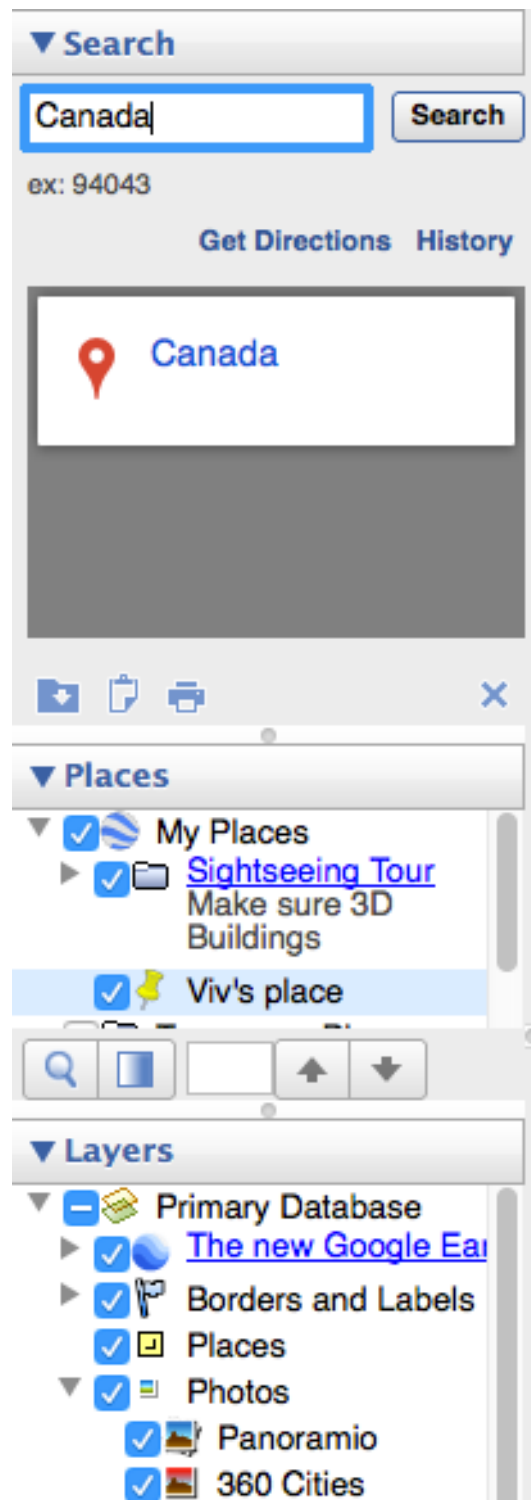 Search
Canada
Search
ex: 94043
Get Directions History
Canada
Places
My Places
Sightseeing Tour
Make sure 3D
Buildings
Viv's place
Layers
Primary Database
The new Google Ear
Borders and Labels
Places
Photos
Panoramio
360 Cities